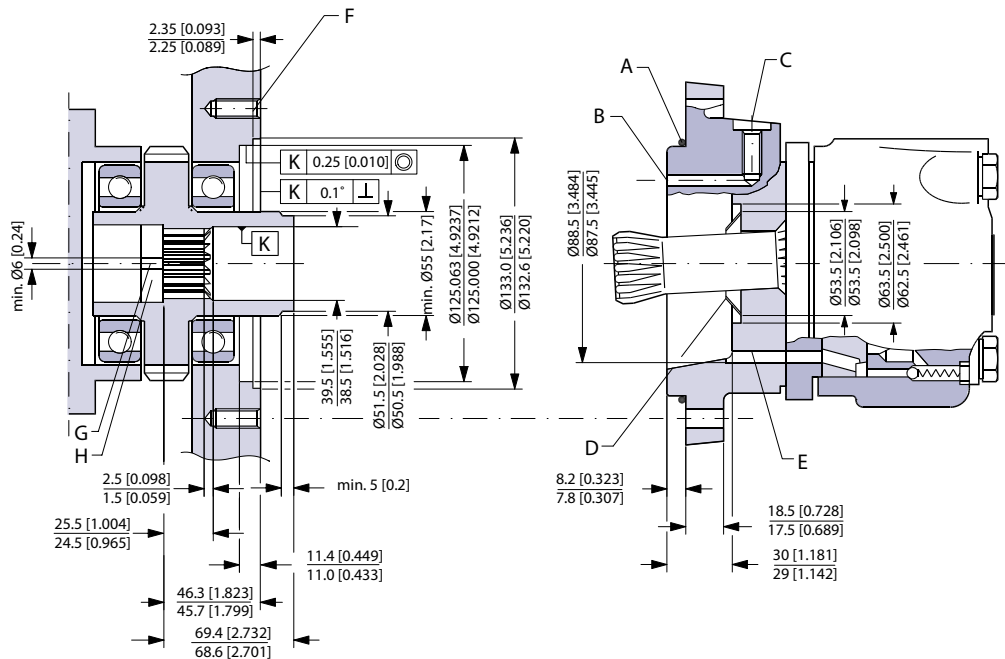 2.35 [0.093]
2.25 [0.089]
F
K 0.25 [0.010] ◎
K 0.1° ⊥
K
min. Ø6 [0.24]
39.5 [1.555]
38.5 [1.516]
Ø51.5 [2.028]
Ø50.5 [1.988]
min. Ø55 [2.17]
Ø125.063 [4.9237]
Ø125.000 [4.9212]
Ø133.0 [5.236]
Ø132.6 [5.220]
G
H
2.5 [0.098]
1.5 [0.059]
min. 5 [0.2]
25.5 [1.004]
24.5 [0.965]
11.4 [0.449]
11.0 [0.433]
46.3 [1.823]
45.7 [1.799]
69.4 [2.732]
68.6 [2.701]
A
B
C
Ø88.5 [3.484]
Ø87.5 [3.445]
Ø53.5 [2.106]
Ø53.5 [2.098]
Ø63.5 [2.500]
Ø62.5 [2.461]
D
E
8.2 [0.323]
7.8 [0.307]
18.5 [0.728]
17.5 [0.689]
30 [1.181]
29 [1.142]